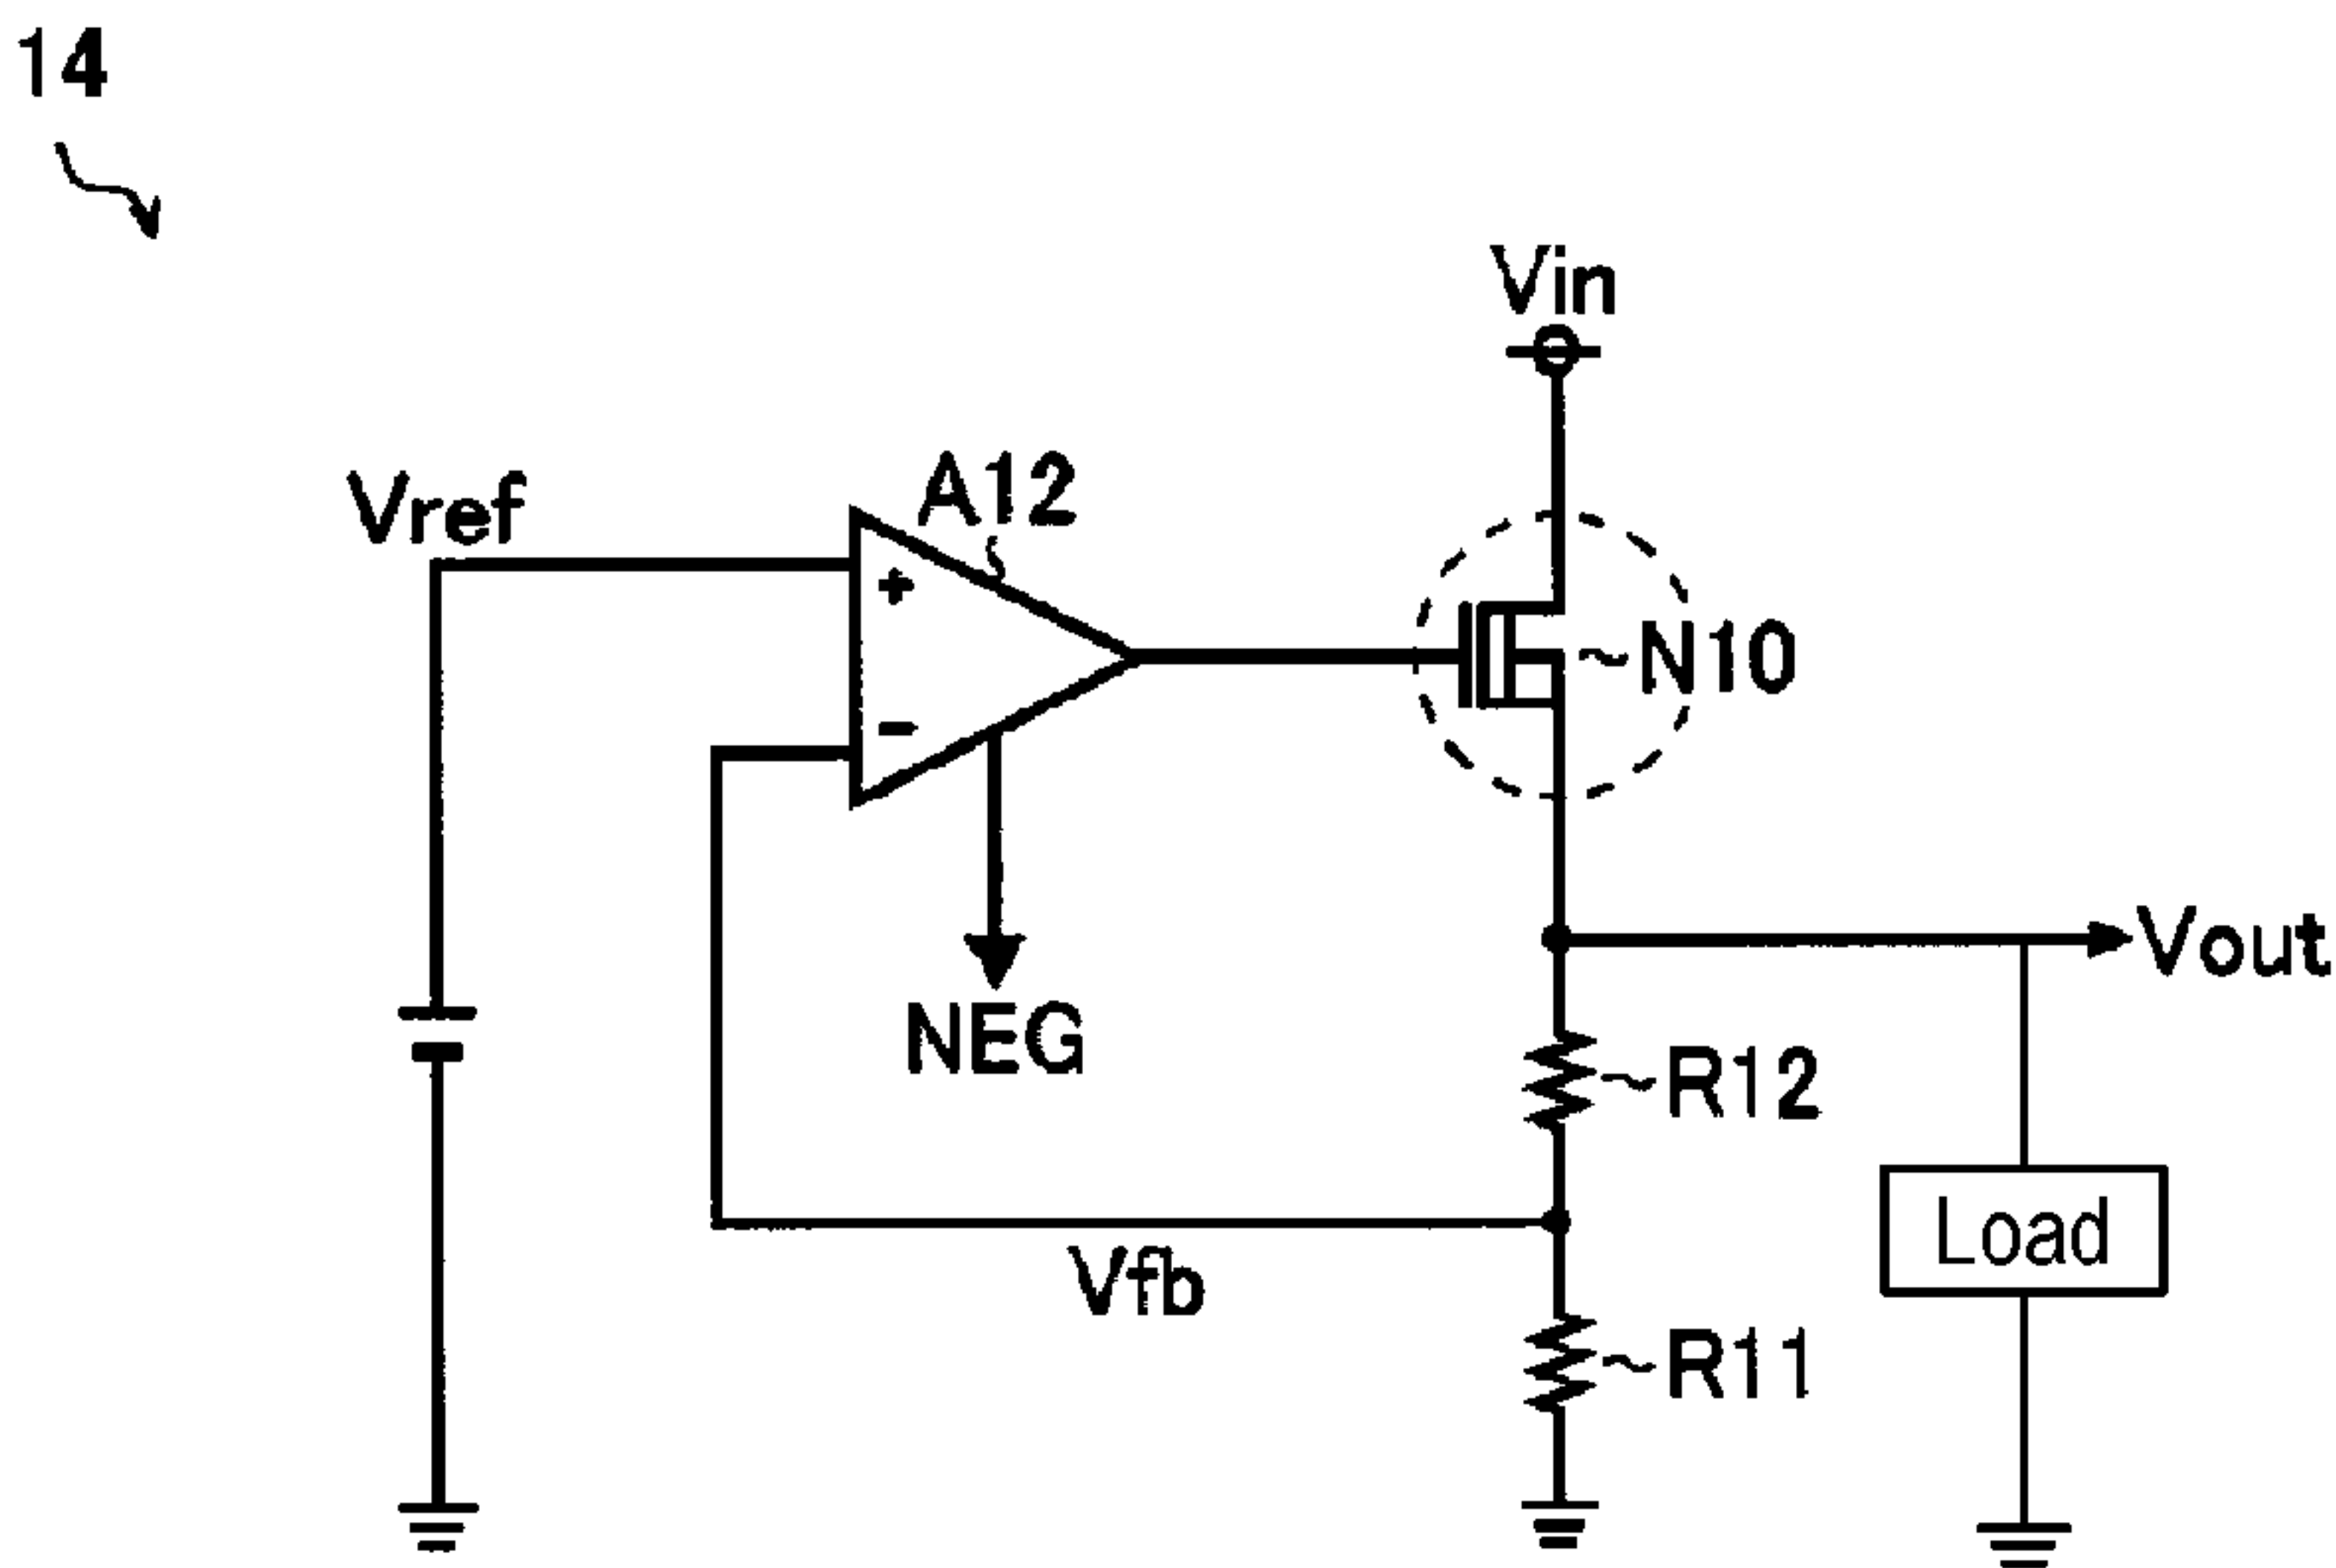 14
Vin
Vref
A12
+
-
N10
NEG
Vout
R12
Load
Vfb
R11